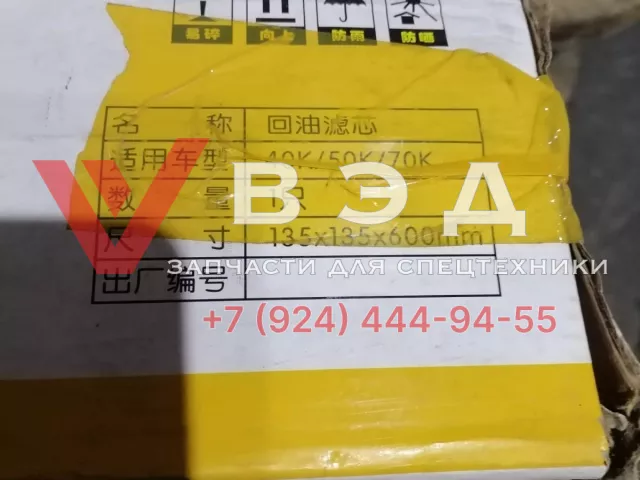 易碎 向上 防雨 防晒
名 称 回油滤芯
适用车型 40K/50K/70K
数 量 1只
尺 寸 135x135x600mm
出厂编号
ВЭД
ЗАПЧАСТИ ДЛЯ СПЕЦТЕХНИКИ
+7 (924) 444-94-55